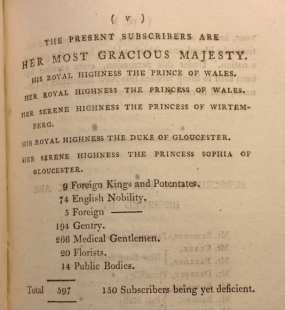 ( v )
THE PRESENT SUBSCRIBERS ARE
HER MOST GRACIOUS MAJESTY.
HIS ROYAL HIGHNESS THE PRINCE OF WALES.
HER ROYAL HIGHNESS THE PRINCESS OF WALES.
HER SERENE HIGHNESS THE PRINCESS OF WIRTEM-
BERG.
HIS ROYAL HIGHNESS THE DUKE OF GLOUCESTER.
HER SERENE HIGHNESS THE PRINCESS SOPHIA OF
GLOUCESTER.
9 Foreign Kings and Potentates.
74 English Nobility.
5 Foreign ———
194 Gentry.
266 Medical Gentlemen.
20 Florists.
14 Public Bodies.
Total 597 150 Subscribers being yet deficient.